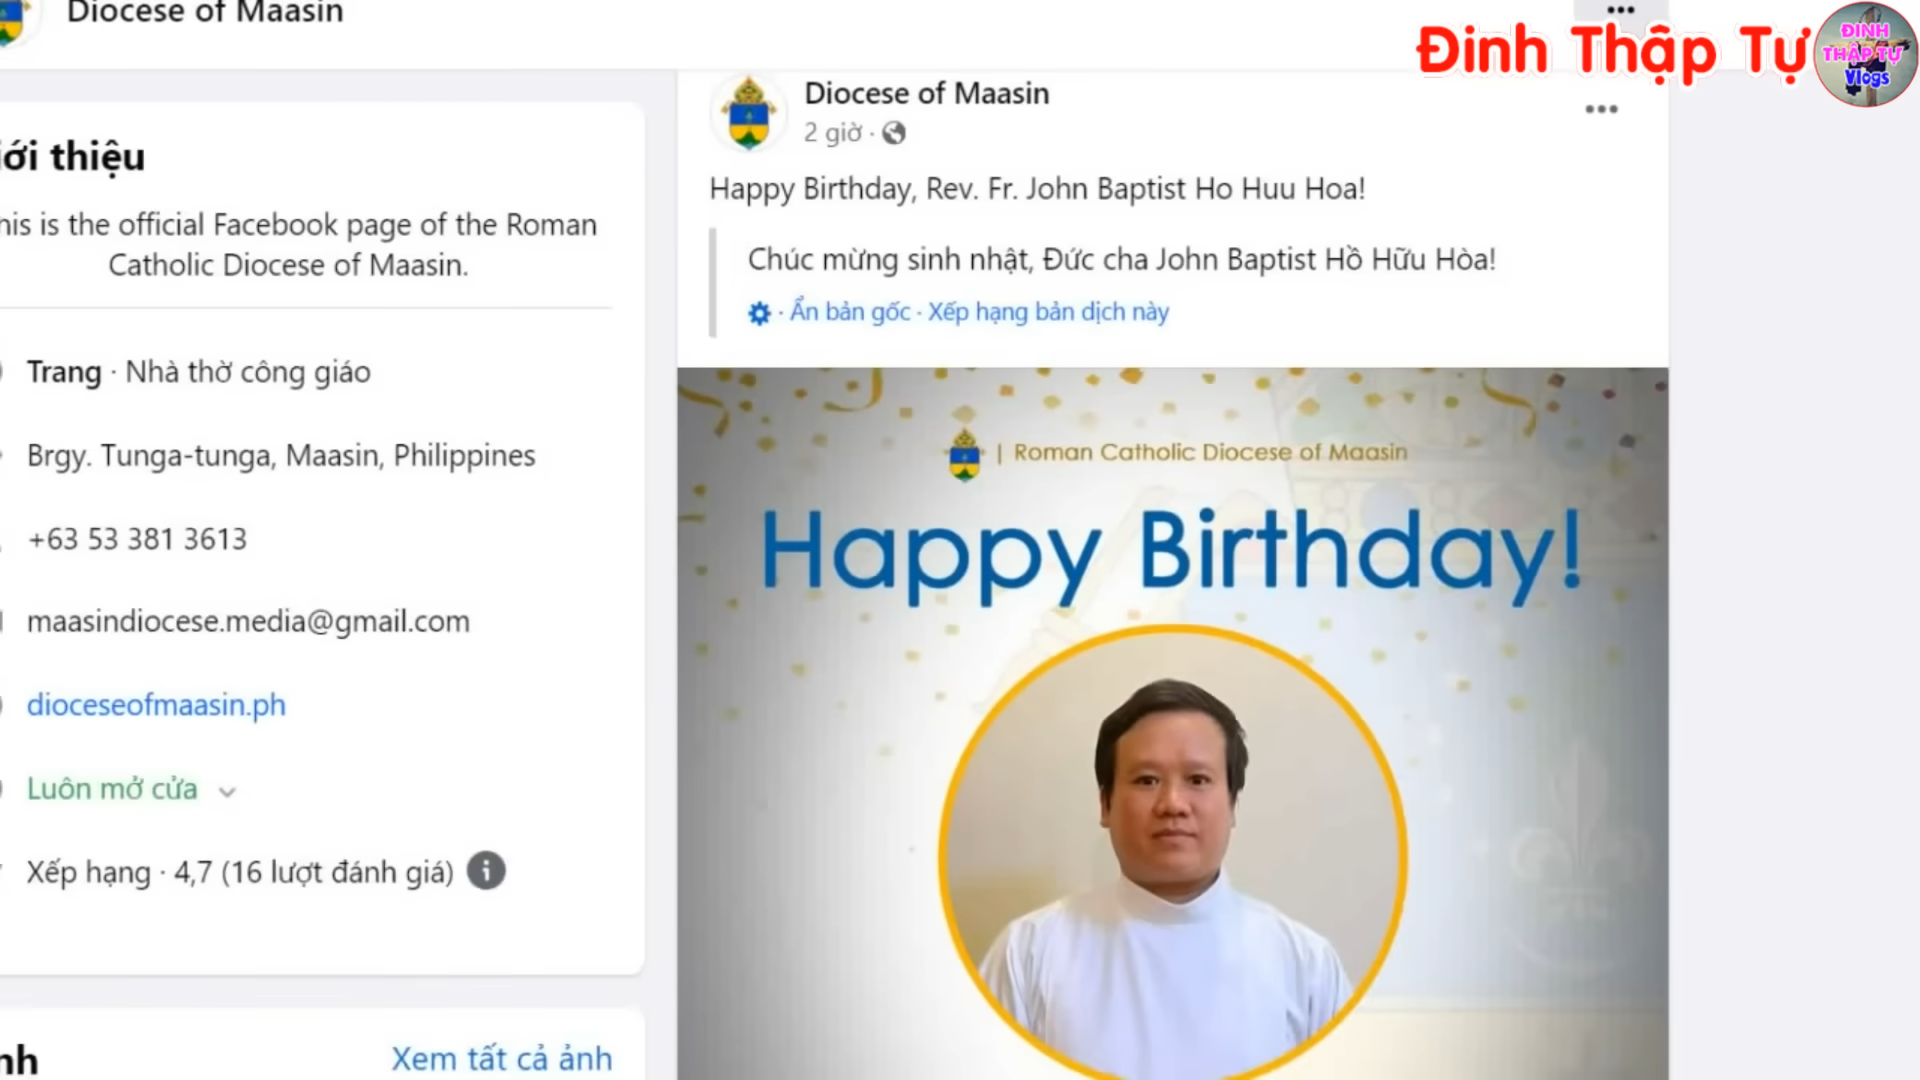 Diocese of Maasin
Đinh Thập Tự
ĐINH
THẬP TỰ
Vlogs
iới thiệu
his is the official Facebook page of the Roman
Catholic Diocese of Maasin.
Trang · Nhà thờ công giáo
Brgy. Tunga-tunga, Maasin, Philippines
+63 53 381 3613
maasindiocese.media@gmail.com
dioceseofmaasin.ph
Luôn mở cửa
Xếp hạng · 4,7 (16 lượt đánh giá)
nh
Xem tất cả ảnh
Diocese of Maasin
2 giờ ·
Happy Birthday, Rev. Fr. John Baptist Ho Huu Hoa!
Chúc mừng sinh nhật, Đức cha John Baptist Hồ Hữu Hòa!
· Ẩn bản gốc · Xếp hạng bản dịch này
| Roman Catholic Diocese of Maasin
Happy Birthday!